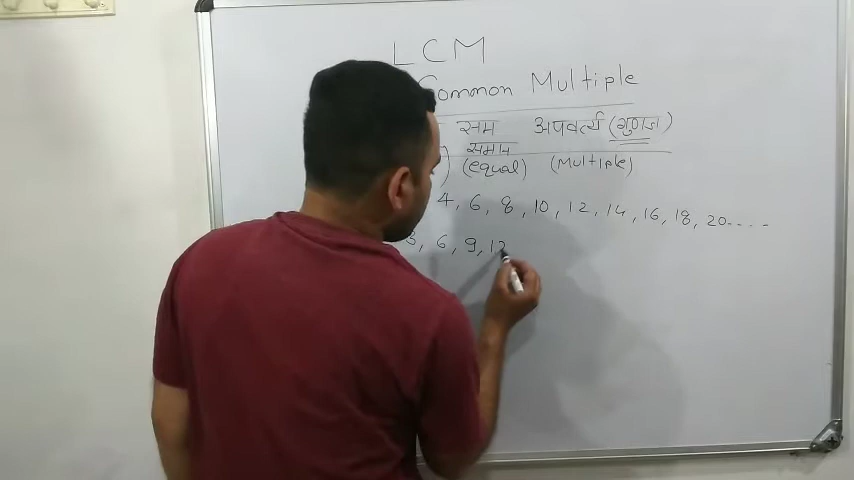 LCM
Common Multiple
सम अपवर्त्य (गुणज)
समान
) (equal) (Multiple)
4, 6, 8, 10, 12, 14, 16, 18, 20....
3, 6, 9, 12